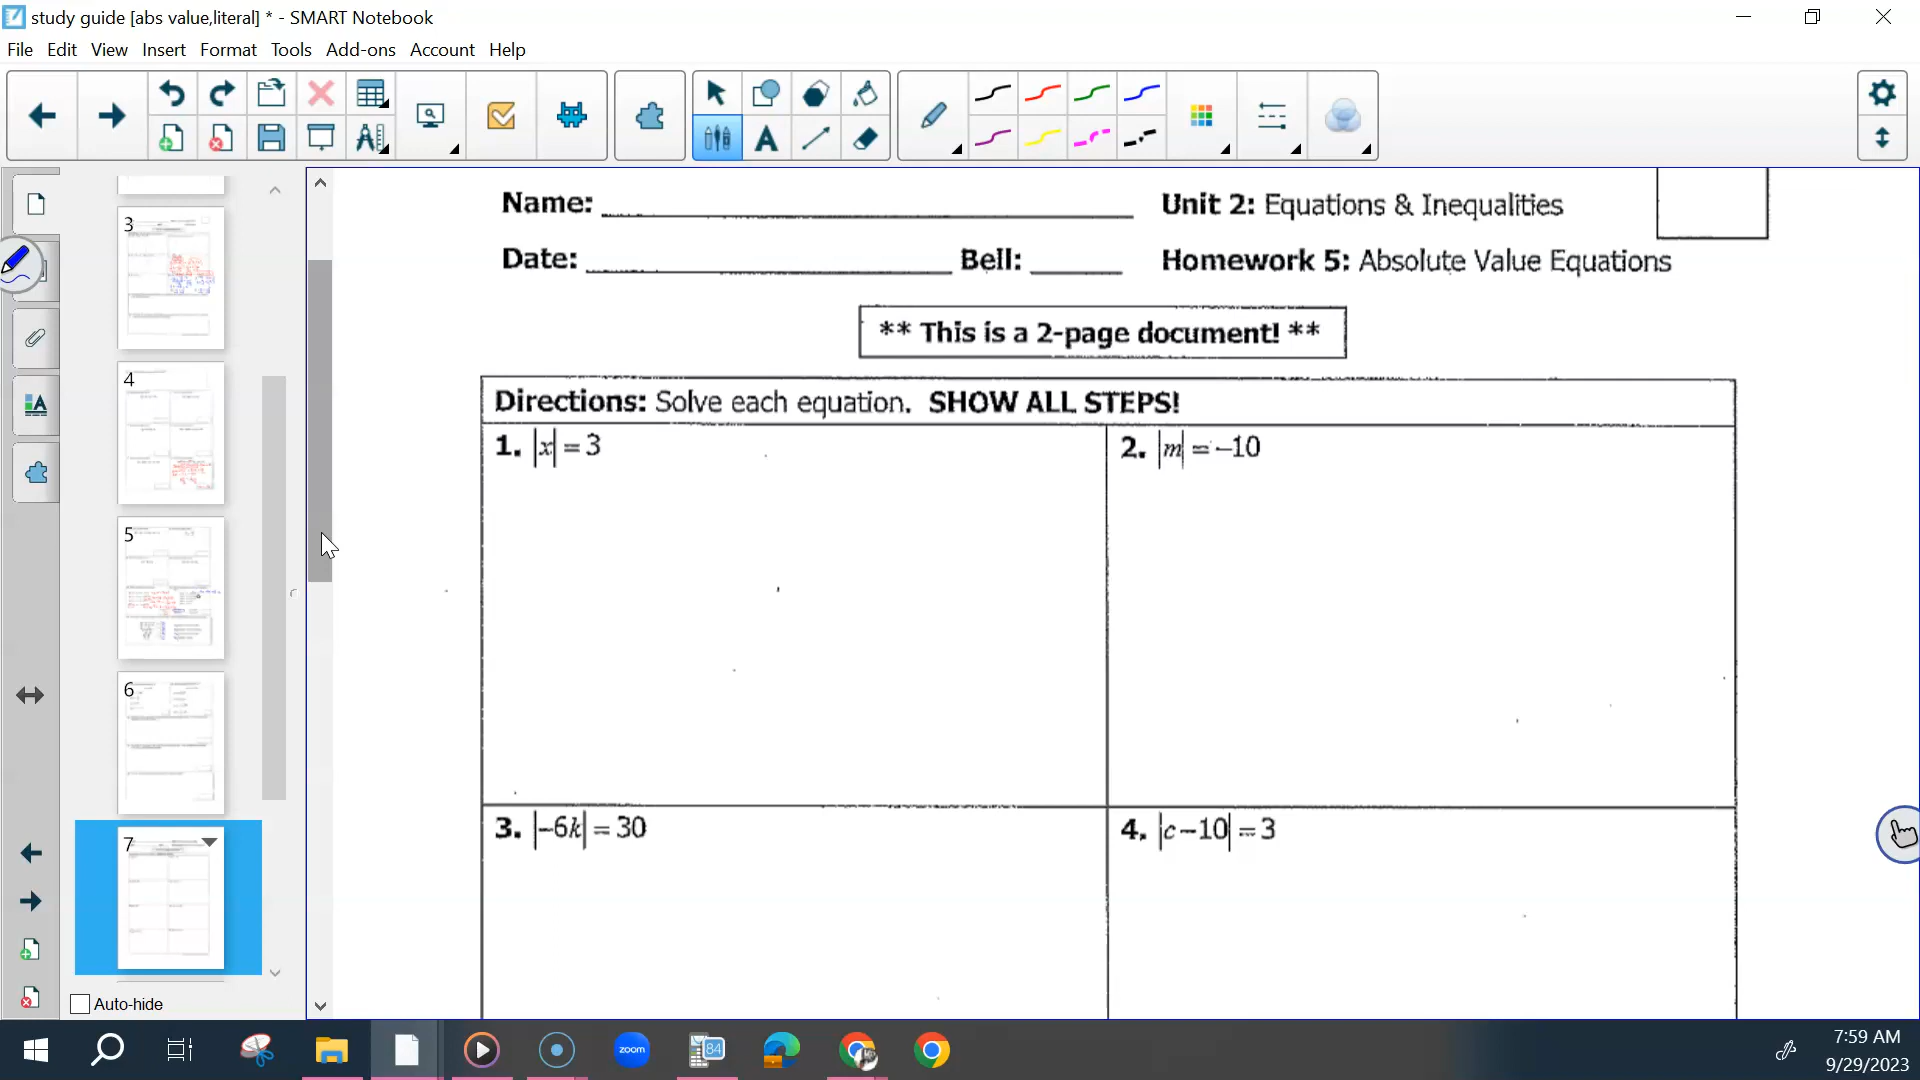 study guide [abs value,literal] * - SMART Notebook
File Edit View Insert Format Tools Add-ons Account Help
Name: Unit 2: Equations & Inequalities
Date: Bell: Homework 5: Absolute Value Equations
** This is a 2-page document! **
Directions: Solve each equation. SHOW ALL STEPS!
1. |x| = 3
2. |m| = -10
3. |-6k| = 30
4. |c-10| = 3
3
4
5
6
7
Auto-hide
zoom
84
7:59 AM
9/29/2023